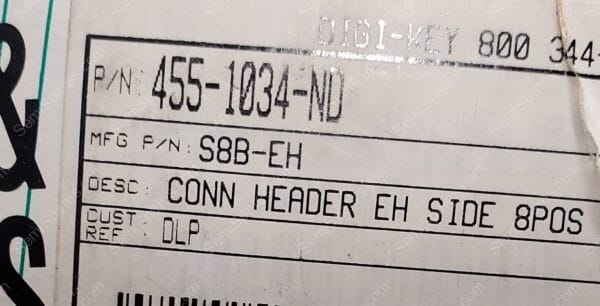 DIGI-KEY 800 344-
P/N: 455-1034-ND
MFG P/N: S8B-EH
DESC: CONN HEADER EH SIDE 8POS
CUST REF: DLP
&